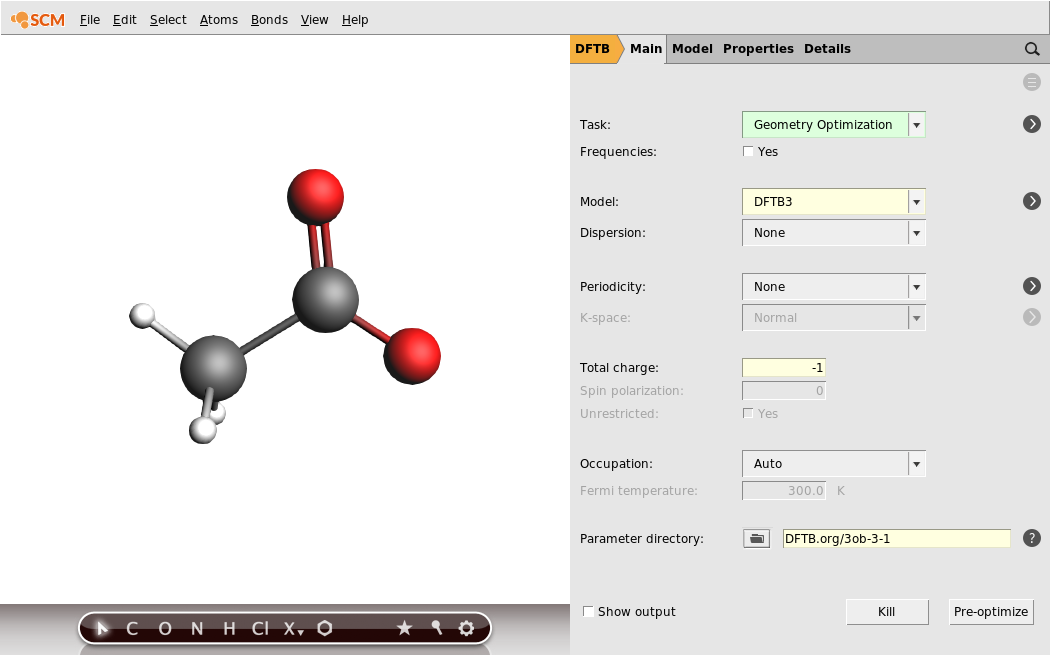 SCM File Edit Select Atoms Bonds View Help
DFTB Main Model Properties Details
Task: Geometry Optimization
Frequencies: Yes
Model: DFTB3
Dispersion: None
Periodicity: None
K-space: Normal
Total charge: -1
Spin polarization: 0
Unrestricted: Yes
Occupation: Auto
Fermi temperature: 300.0 K
Parameter directory: DFTB.org/3ob-3-1 ?
Show output Kill Pre-optimize
C O N H Cl X